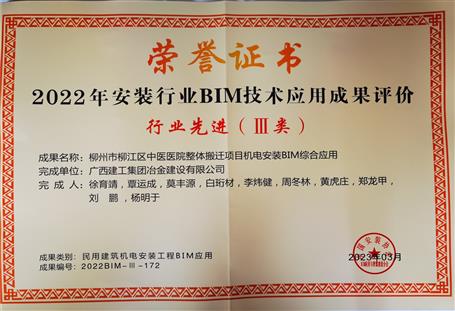 荣誉证书
2022年安装行业BIM技术应用成果评价
行业先进（Ⅲ类）
成果名称：柳州市柳江区中医医院整体搬迁项目机电安装BIM综合应用
完成单位：广西建工集团冶金建设有限公司
完 成 人：徐育靖，覃运成，莫丰源，白珩材，李炜健，周冬林，黄虎庄，郑龙甲，
刘 鹏，杨明于
成果类别：民用建筑机电安装工程BIM应用
成果编号：2022BIM-Ⅲ-172
2023年03月